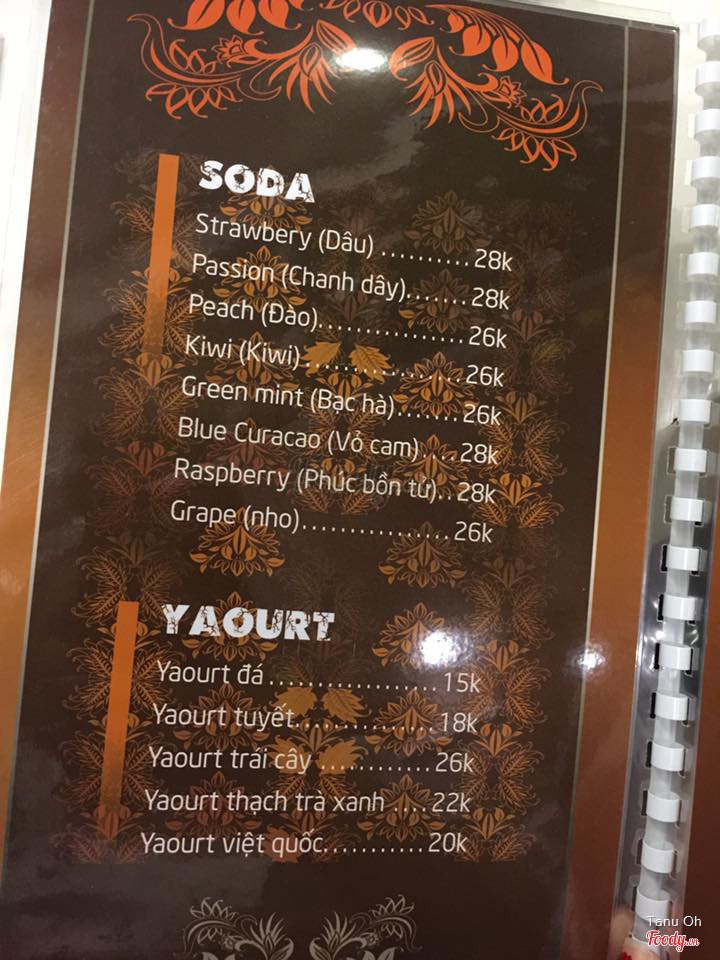 SODA
Strawbery (Dâu) .......... 28k
Passion (Chanh dây)....... 28k
Peach (Đào)................ 26k
Kiwi (Kiwi) ................. 26k
Green mint (Bạc hà)....... 26k
Blue Curacao (Vỏ cam).... 28k
Raspberry (Phúc bồn tử).. 28k
Grape (nho)................. 26k
YAOURT
Yaourt đá .................. 15k
Yaourt tuyết............... 18k
Yaourt trái cây ............ 26k
Yaourt thạch trà xanh .... 22k
Yaourt việt quốc........... 20k
Tanu Oh
Foody.vn